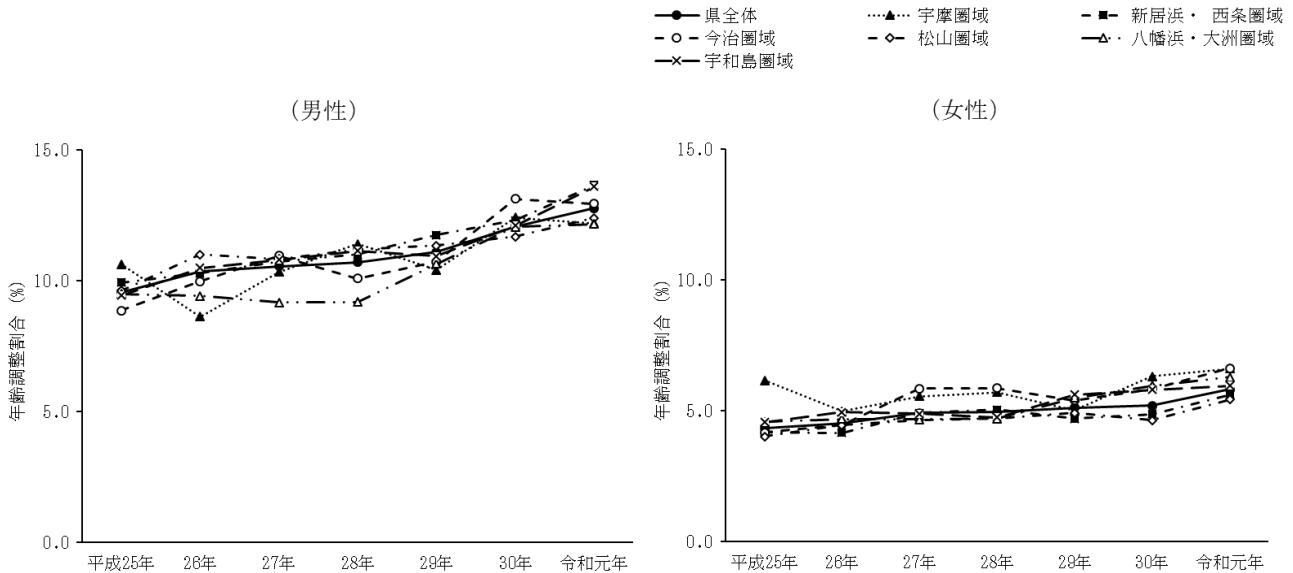 県全体 宇摩圏域 新居浜・ 西条圏域
今治圏域 松山圏域 八幡浜・大洲圏域
宇和島圏域
（男性）
15.0
10.0
5.0
0.0
年齢調整割合 (%)
平成25年 26年 27年 28年 29年 30年 令和元年
（女性）
15.0
10.0
5.0
0.0
年齢調整割合 (%)
平成25年 26年 27年 28年 29年 30年 令和元年